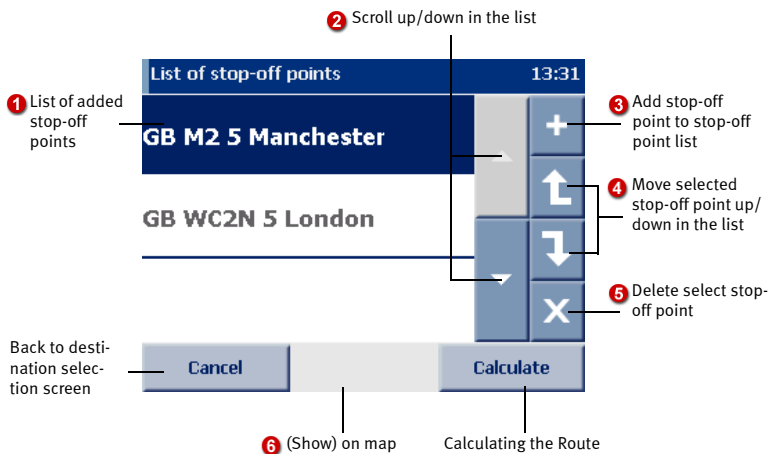 2 Scroll up/down in the list
List of stop-off points 13:31
1 List of added
stop-off
points
GB M2 5 Manchester
GB WC2N 5 London
+
3 Add stop-off
point to stop-off
point list
4 Move selected
stop-off point up/
down in the list
X
5 Delete select stop-
off point
Back to desti-
nation selec-
tion screen
Cancel
Calculate
6 (Show) on map
Calculating the Route